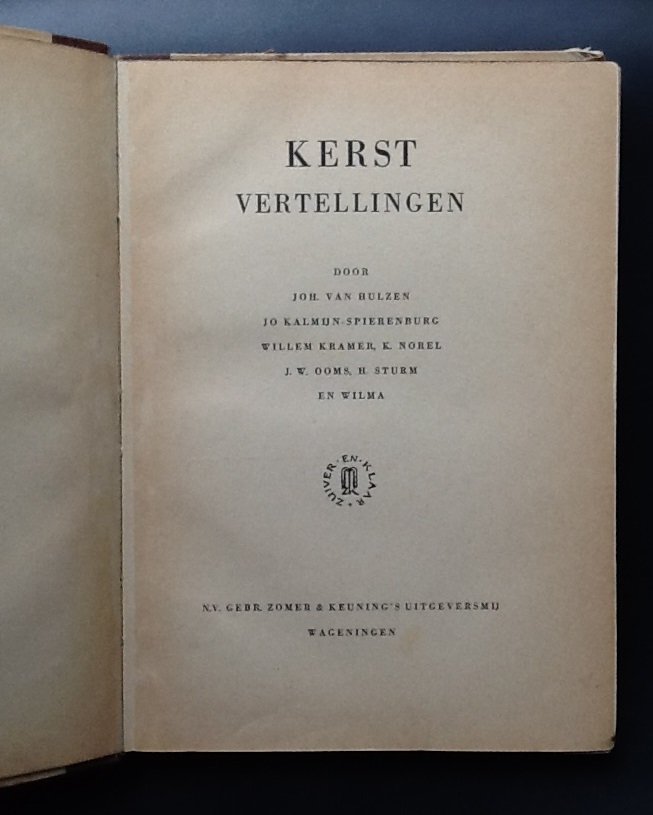 KERST
VERTELLINGEN
DOOR
JOH. VAN HULZEN
JO KALMIJN-SPIERENBURG
WILLEM KRAMER, K. NOREL
J. W. OOMS, H. STURM
EN WILMA
ZUIVER · EN · KLAAR
N.V. GEBR. ZOMER & KEUNING'S UITGEVERSMIJ
WAGENINGEN